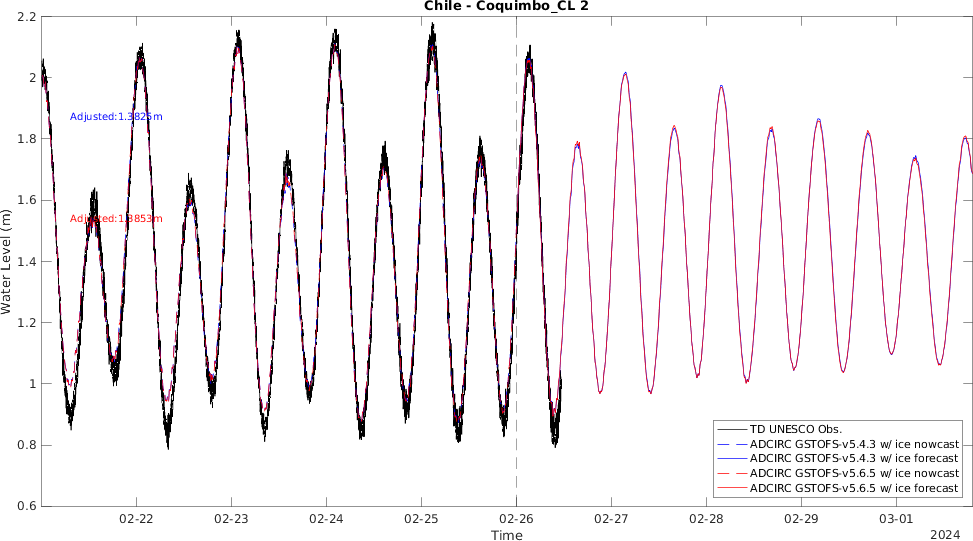 Chile - Coquimbo_CL 2
2.2
2
1.8
1.6
1.4
1.2
1
0.8
0.6
Water Level (m)
Adjusted:1.3825m
Adjusted:1.3853m
02-22
02-23
02-24
02-25
02-26
02-27
02-28
02-29
03-01
Time
2024
TD UNESCO Obs.
ADCIRC GSTOFS-v5.4.3 w/ ice nowcast
ADCIRC GSTOFS-v5.4.3 w/ ice forecast
ADCIRC GSTOFS-v5.6.5 w/ ice nowcast
ADCIRC GSTOFS-v5.6.5 w/ ice forecast